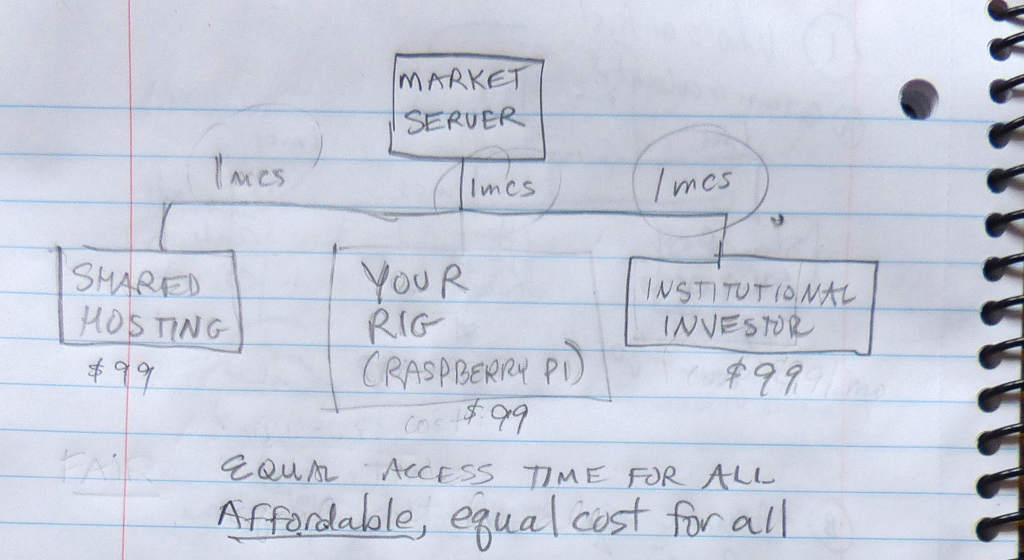 MARKET
SERVER
1mcs
1mcs
1mcs
SHARED
HOSTING
$99
YOUR
RIG
(RASPBERRY PI)
$99
INSTITUTIONAL
INVESTOR
$99
FAIR
EQUAL ACCESS TIME FOR ALL
Affordable, equal cost for all